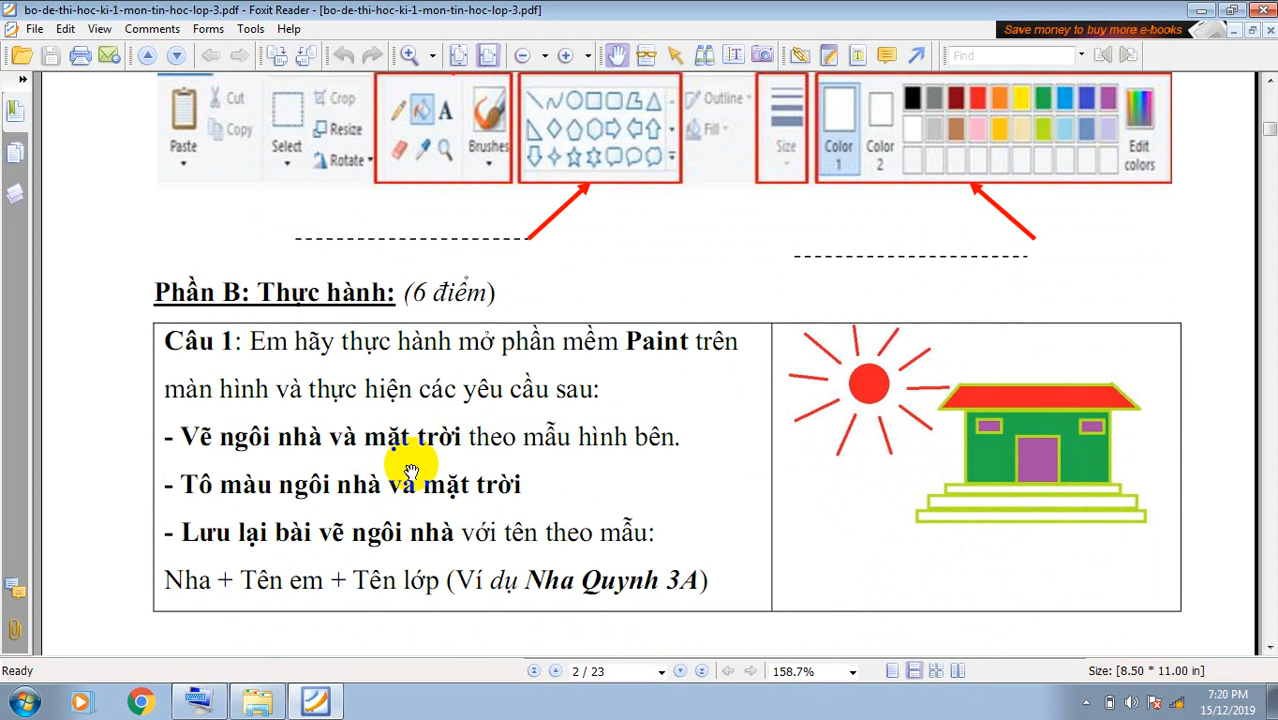 bo-de-thi-hoc-ki-1-mon-tin-hoc-lop-3.pdf - Foxit Reader - [bo-de-thi-hoc-ki-1-mon-tin-hoc-lop-3.pdf]
File Edit View Comments Forms Tools Help
Save money to buy more e-books
Find
Cut
Copy
Paste
Crop
Resize
Rotate
Select
A
Brushes
Outline
Fill
Size
Color 1
Color 2
Edit colors
Phần B: Thực hành: (6 điểm)
Câu 1: Em hãy thực hành mở phần mềm Paint trên
màn hình và thực hiện các yêu cầu sau:
- Vẽ ngôi nhà và mặt trời theo mẫu hình bên.
- Tô màu ngôi nhà và mặt trời
- Lưu lại bài vẽ ngôi nhà với tên theo mẫu:
Nha + Tên em + Tên lớp (Ví dụ Nha Quynh 3A)
Ready
2 / 23
158.7%
Size: [8.50 * 11.00 in]
7:20 PM
15/12/2019